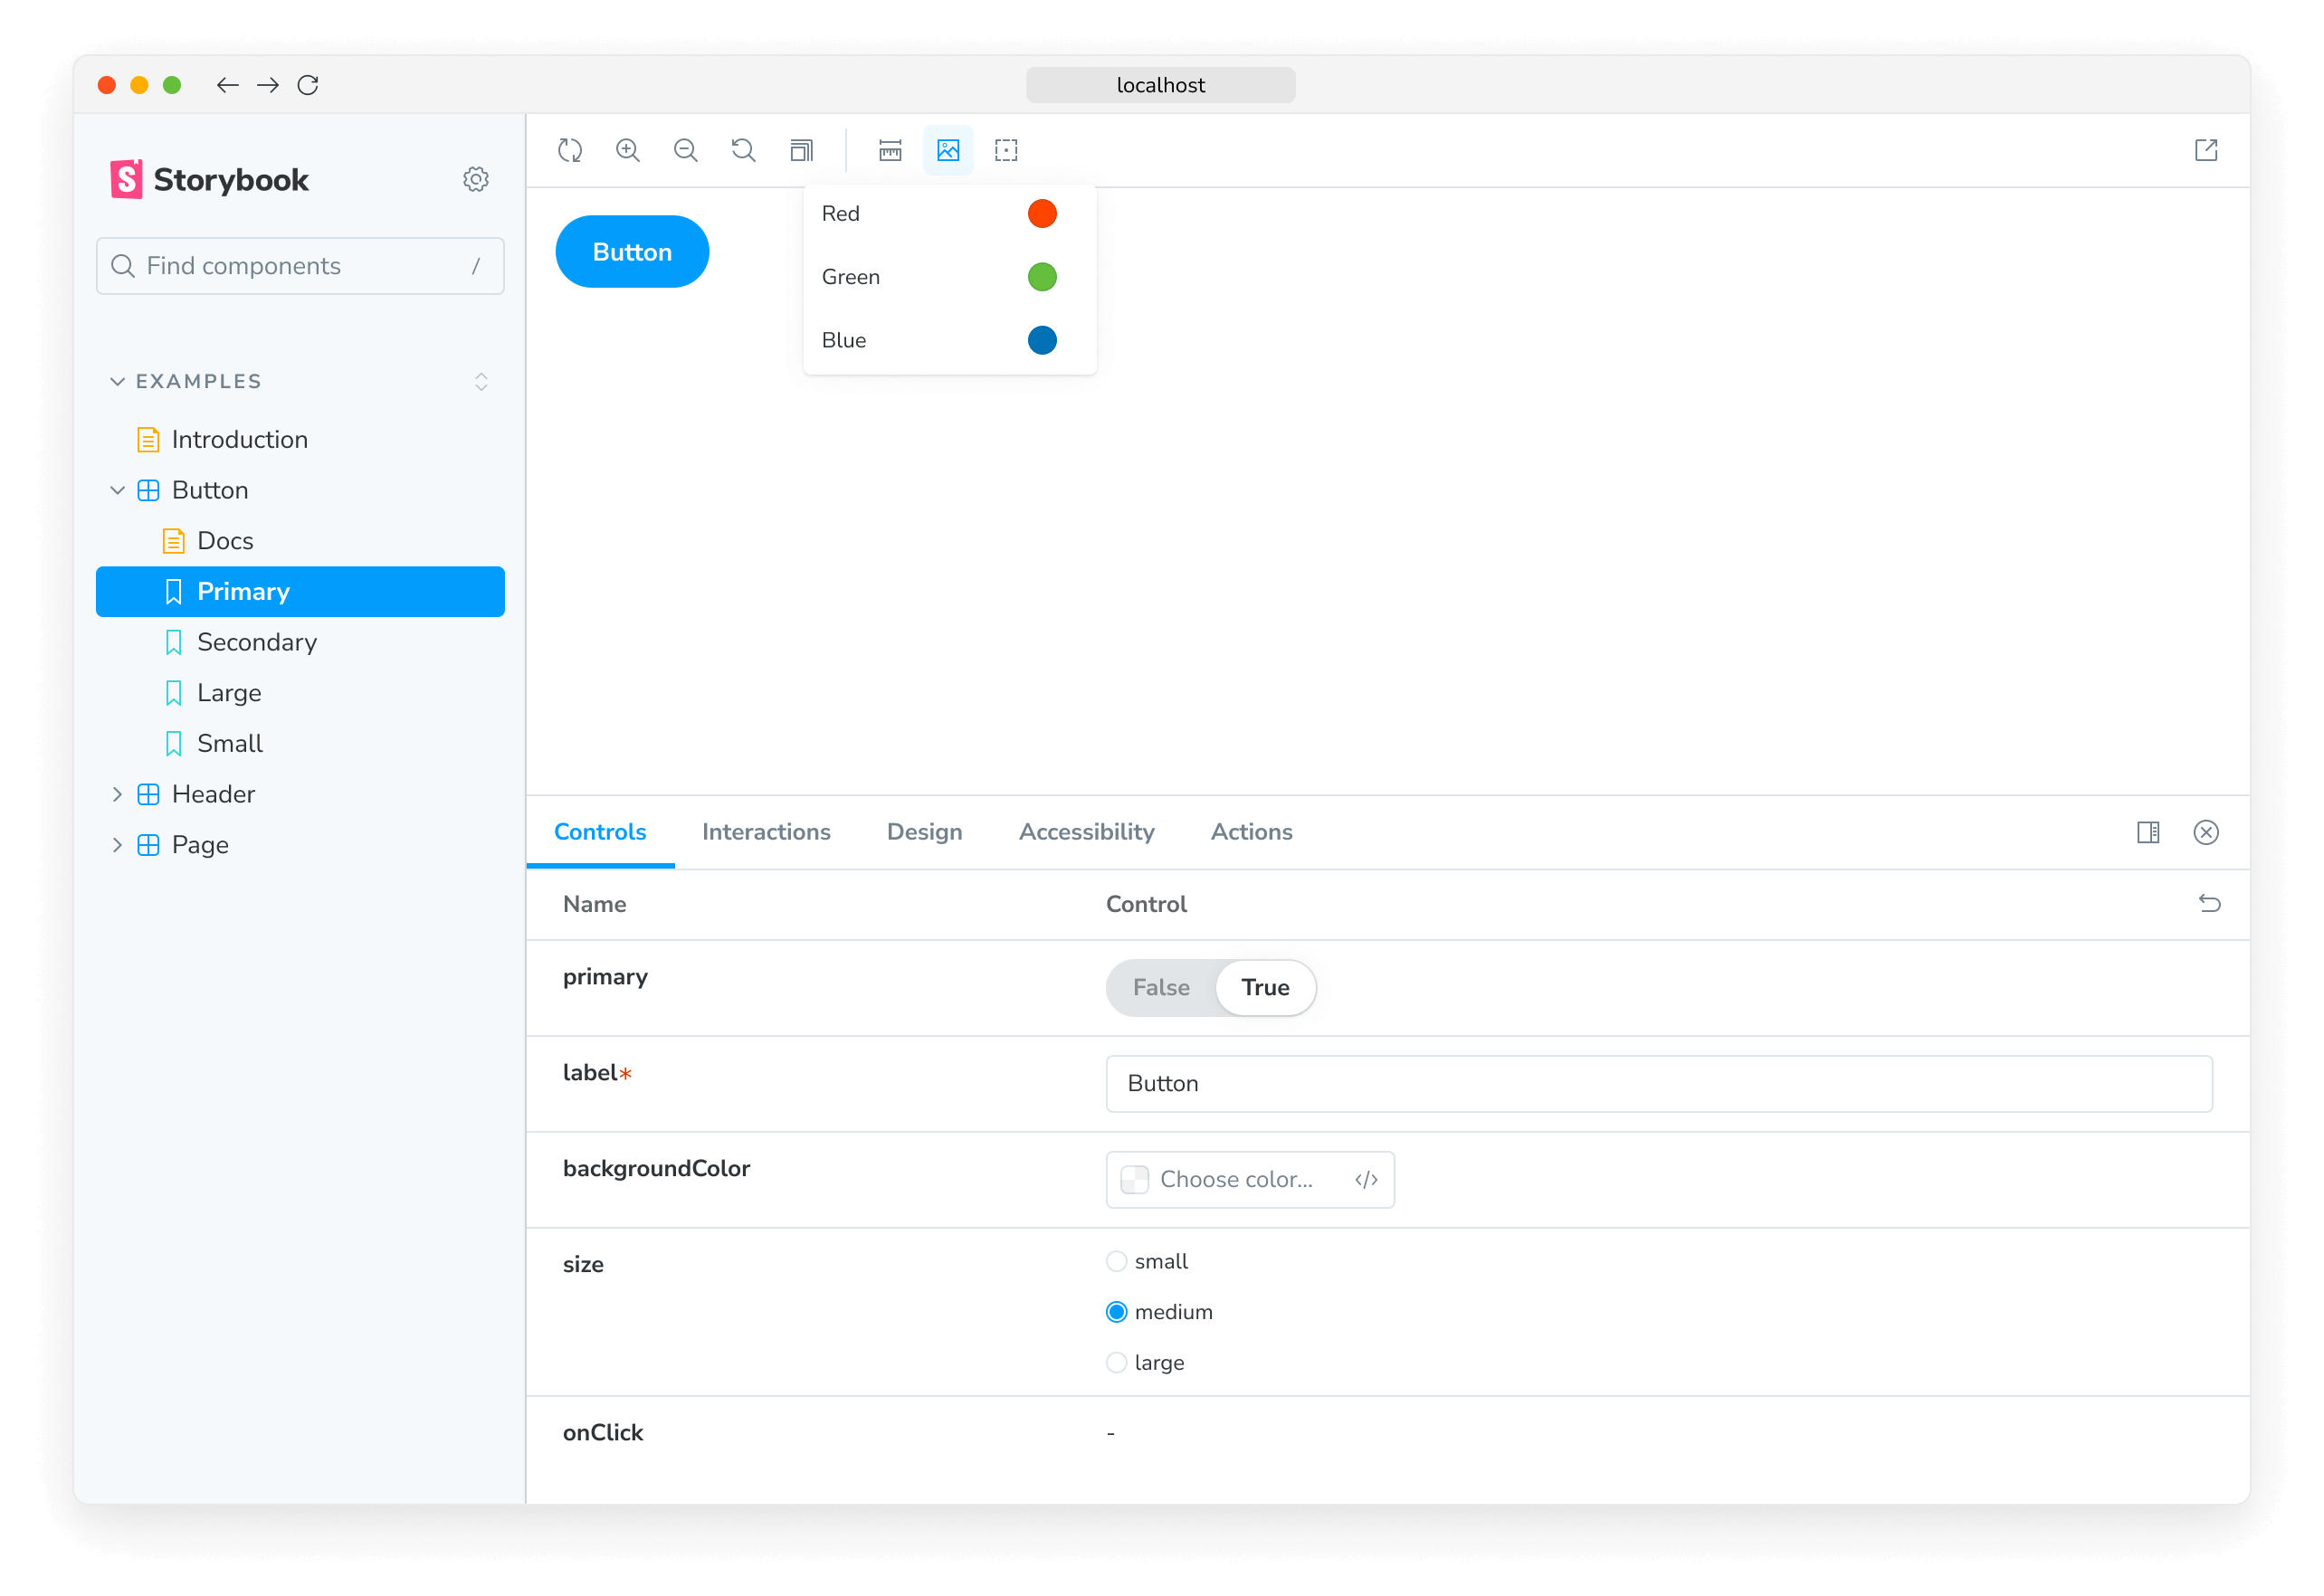 localhost
Storybook
Find components /
EXAMPLES
Introduction
Button
Docs
Primary
Secondary
Large
Small
Header
Page
Button
Red
Green
Blue
Controls Interactions Design Accessibility Actions
Name Control
primary False True
label* Button
backgroundColor Choose color... </>
size small
medium
large
onClick -